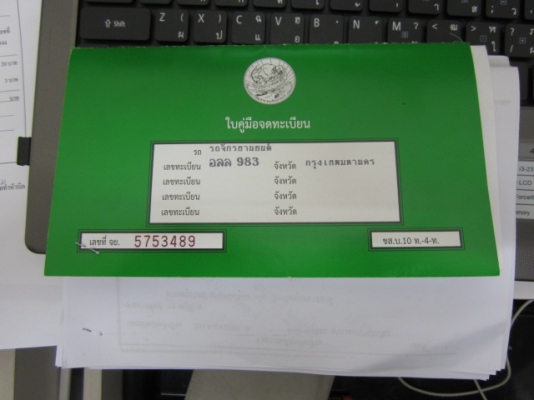 Shift
Z
X
C
V
B
N
M
ใบคู่มือจดทะเบียน
รถ รถจักรยานยนต์
เลขทะเบียน อลล 983 จังหวัด กรุงเทพมหานคร
เลขทะเบียน จังหวัด
เลขทะเบียน จังหวัด
เลขทะเบียน จังหวัด
เลขที่ จย. 5753489
ขส.บ.10 ท.-4-ท.
LCD